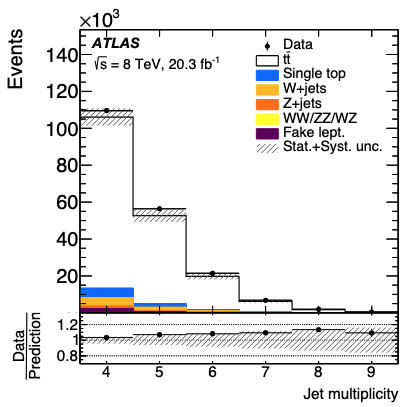 ×10³
Events
140
120
100
80
60
40
20
ATLAS
√s = 8 TeV, 20.3 fb⁻¹
Data
tt̄
Single top
W+jets
Z+jets
WW/ZZ/WZ
Fake lept.
Stat.+Syst. unc.
Data
Prediction
1.2
1
0.8
4 5 6 7 8 9
Jet multiplicity